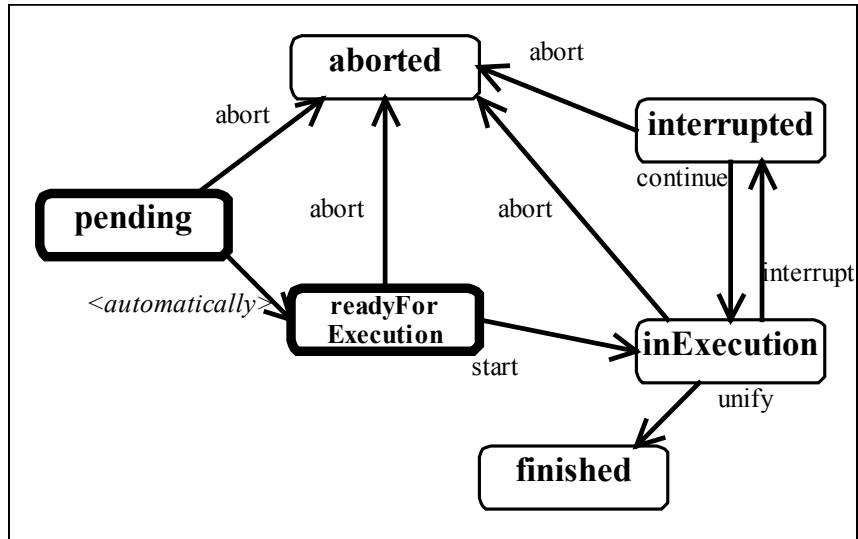 aborted
abort
interrupted
abort
continue
pending
abort
abort
interrupt
<automatically>
readyFor
Execution
start
inExecution
unify
finished